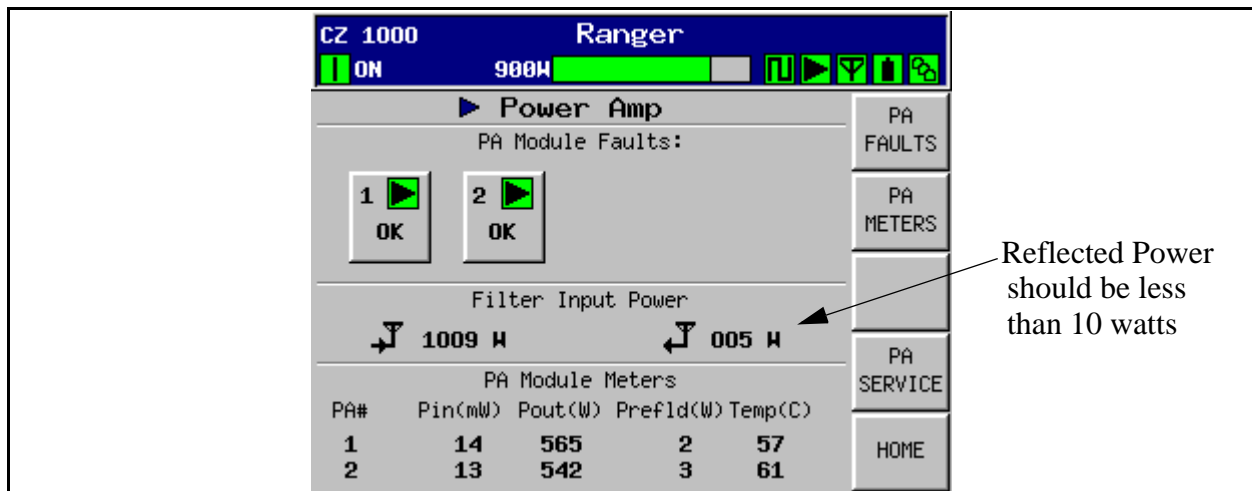 CZ 1000 Ranger
ON 900W
Power Amp
PA Module Faults:
1 2
OK OK
Filter Input Power
1009 W 005 W
PA Module Meters
PA# Pin(mW) Pout(W) Prefld(W) Temp(C)
1 14 565 2 57
2 13 542 3 61
PA
FAULTS
PA
METERS
PA
SERVICE
HOME
Reflected Power
should be less
than 10 watts